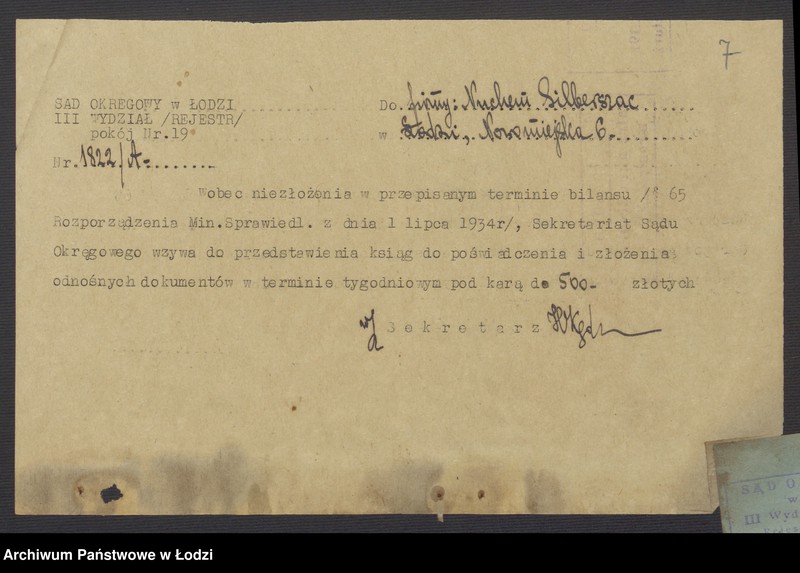 7
SĄD OKRĘGOWY w ŁODZI
III WYDZIAŁ /REJESTR/
pokój Nr.19
Nr. 1822/A-
Do firmy: Nuchem Silberszac
w Łodzi, Nowomiejska 6.
Wobec niezłożenia w przepisanym terminie bilansu /§ 65
Rozporządzenia Min.Sprawiedl. z dnia 1 lipca 1934r/, Sekretariat Sądu
Okręgowego wzywa do przedstawienia ksiąg do poświadczenia i złożenia
odnośnych dokumentów w terminie tygodniowym pod karą do 500- złotych
Sekretarz
SĄD O
w
III Wyd
Archiwum Państwowe w Łodzi